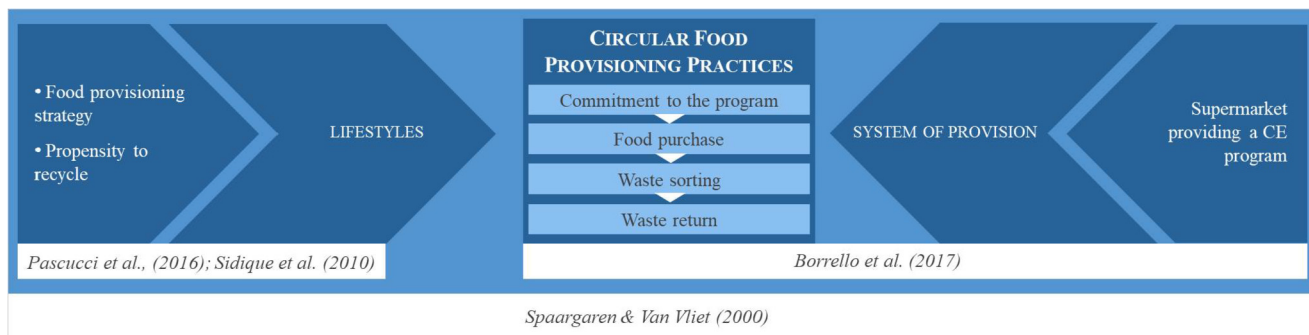 • Food provisioning
strategy
• Propensity to
recycle
LIFESTYLES
CIRCULAR FOOD
PROVISIONING PRACTICES
Commitment to the program
Food purchase
Waste sorting
Waste return
SYSTEM OF PROVISION
Supermarket
providing a CE
program
Pascucci et al., (2016); Sidique et al. (2010)
Borrello et al. (2017)
Spaargaren & Van Vliet (2000)